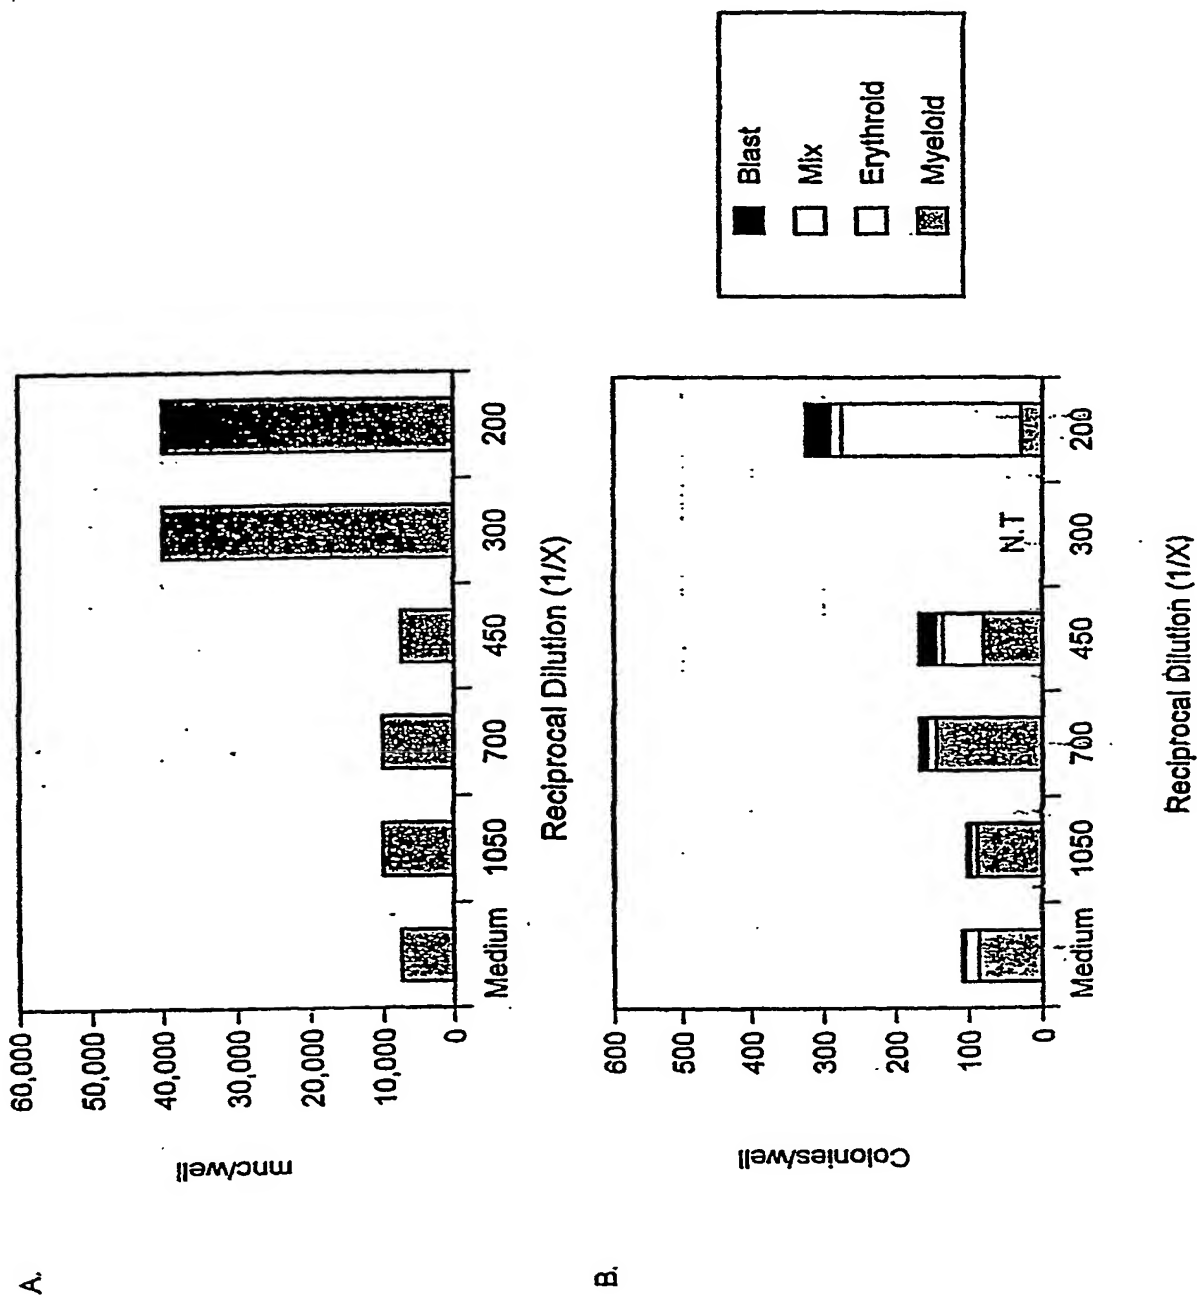 A.
mnc/well
60,000
50,000
40,000
30,000
20,000
10,000
0
Medium 1050 700 450 300 200
Reciprocal Dilution (1/X)
B.
Colonies/well
600
500
400
300
200
100
0
N.T
Medium 1050 700 450 300 200
Reciprocal Dilution (1/X)
Blast
Mix
Erythroid
Myeloid